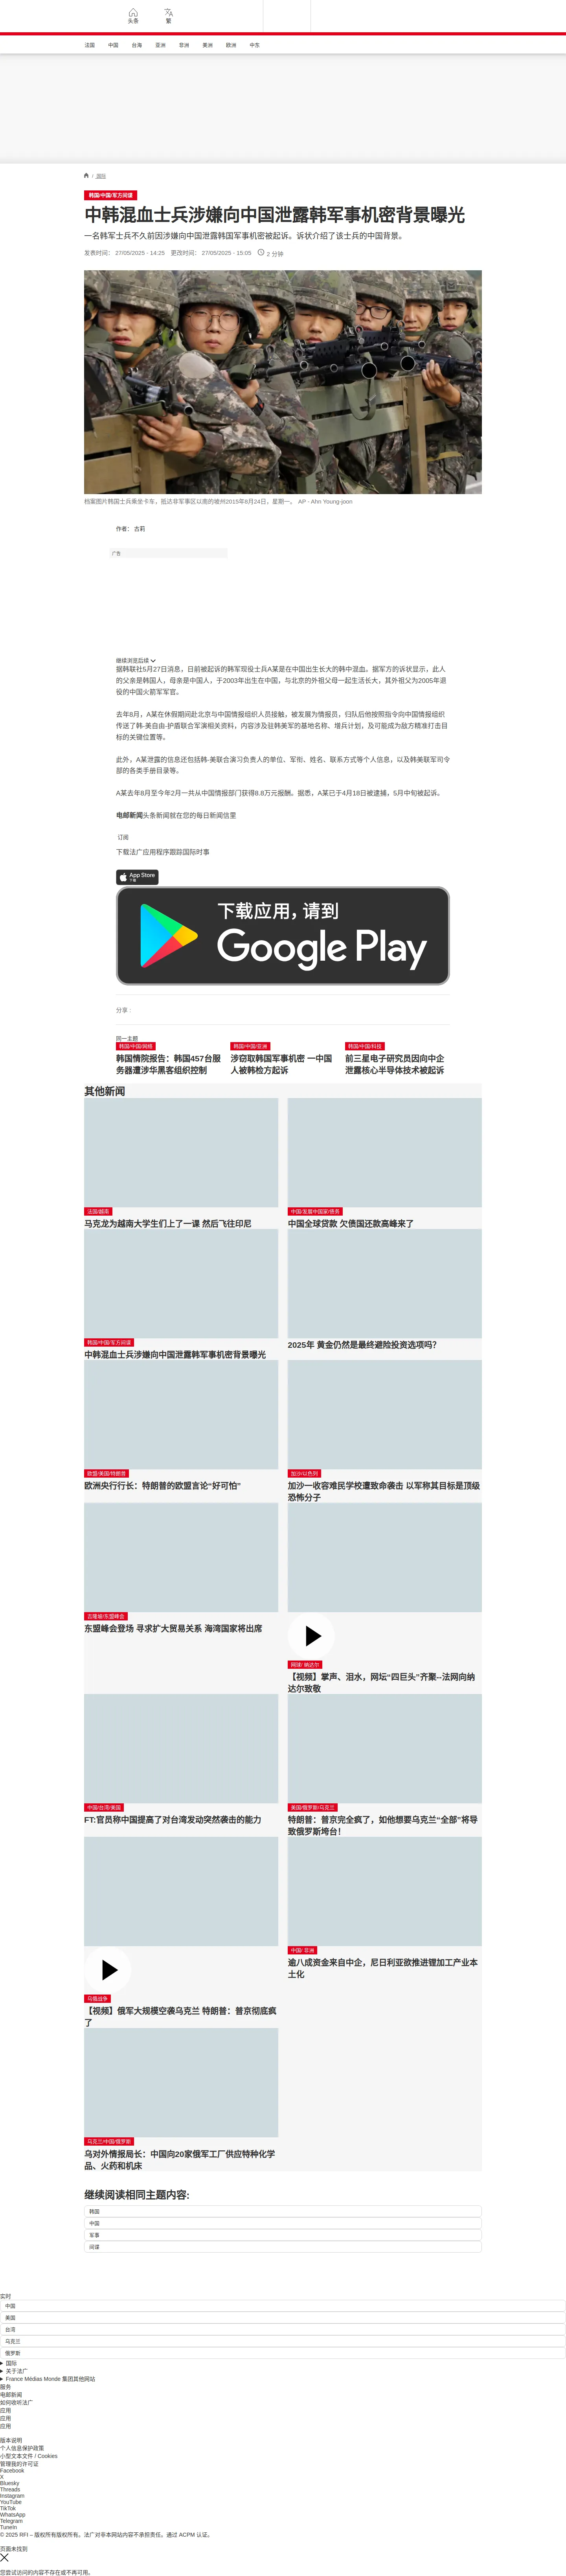 头条
繁
法国 中国 台海 亚洲 非洲 美洲 欧洲 中东
/ 国际
韩国/中国/军方间谍
中韩混血士兵涉嫌向中国泄露韩军事机密背景曝光
一名韩军士兵不久前因涉嫌向中国泄露韩国军事机密被起诉。诉状介绍了该士兵的中国背景。
发表时间： 27/05/2025 - 14:25 更改时间： 27/05/2025 - 15:05 2 分钟
档案图片韩国士兵乘坐卡车，抵达非军事区以南的坡州2015年8月24日，星期一。 AP - Ahn Young-joon
作者： 古莉
广告
继续浏览后续
据韩联社5月27日消息，日前被起诉的韩军现役士兵A某是在中国出生长大的韩中混血。据军方的诉状显示，此人
的父亲是韩国人，母亲是中国人，于2003年出生在中国，与北京的外祖父母一起生活长大，其外祖父为2005年退
役的中国火箭军军官。
去年8月，A某在休假期间赴北京与中国情报组织人员接触，被发展为情报员，归队后他按照指令向中国情报组织
传送了韩-美自由-护盾联合军演相关资料，内容涉及驻韩美军的基地名称、增兵计划，及可能成为敌方精准打击目
标的关键位置等。
此外，A某泄露的信息还包括韩-美联合演习负责人的单位、军衔、姓名、联系方式等个人信息，以及韩美联军司令
部的各类手册目录等。
A某去年8月至今年2月一共从中国情报部门获得8.8万元报酬。据悉，A某已于4月18日被逮捕，5月中旬被起诉。
电邮新闻头条新闻就在您的每日新闻信里
订阅
下载法广应用程序跟踪国际时事
App Store
下载
下载应用，请到
Google Play
分享 :
同一主题
韩国/中国/网络
韩国情院报告：韩国457台服
务器遭涉华黑客组织控制
韩国/中国/亚洲
涉窃取韩国军事机密 一中国
人被韩检方起诉
韩国/中国/科技
前三星电子研究员因向中企
泄露核心半导体技术被起诉
其他新闻
法国/越南
马克龙为越南大学生们上了一课 然后飞往印尼
中国/发展中国家/债务
中国全球贷款 欠债国还款高峰来了
韩国/中国/军方间谍
中韩混血士兵涉嫌向中国泄露韩军事机密背景曝光
2025年 黄金仍然是最终避险投资选项吗？
欧盟/美国/特朗普
欧洲央行行长：特朗普的欧盟言论“好可怕”
加沙/以色列
加沙一收容难民学校遭致命袭击 以军称其目标是顶级
恐怖分子
吉隆坡/东盟峰会
东盟峰会登场 寻求扩大贸易关系 海湾国家将出席
网球/ 纳达尔
【视频】掌声、泪水，网坛“四巨头”齐聚--法网向纳
达尔致敬
中国/台湾/美国
FT:官员称中国提高了对台湾发动突然袭击的能力
美国/俄罗斯/乌克兰
特朗普：普京完全疯了，如他想要乌克兰“全部”将导
致俄罗斯垮台！
乌俄战争
【视频】俄军大规模空袭乌克兰 特朗普：普京彻底疯
了
中国/ 非洲
逾八成资金来自中企，尼日利亚欲推进锂加工产业本
土化
乌克兰/中国/俄罗斯
乌对外情报局长：中国向20家俄军工厂供应特种化学
品、火药和机床
继续阅读相同主题内容:
韩国
中国
军事
间谍
实时
中国
美国
台湾
乌克兰
俄罗斯
国际
关于法广
France Médias Monde 集团其他网站
服务
电邮新闻
如何收听法广
应用
应用
应用
版本说明
个人信息保护政策
小型文本文件 / Cookies
管理我的许可证
Facebook
X
Bluesky
Threads
Instagram
YouTube
TikTok
WhatsApp
Telegram
TuneIn
© 2025 RFI – 版权所有版权所有。法广对非本网站内容不承担责任。通过 ACPM 认证。
页面未找到
您尝试访问的内容不存在或不再可用。